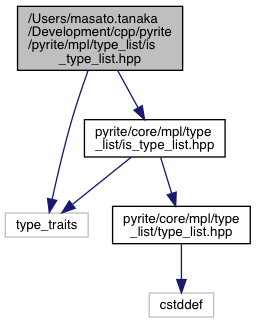 /Users/masato.tanaka
/Development/cpp/pyrite
/pyrite/mpl/type_list/is
_type_list.hpp
pyrite/core/mpl/type
_list/is_type_list.hpp
type_traits
pyrite/core/mpl/type
_list/type_list.hpp
cstddef